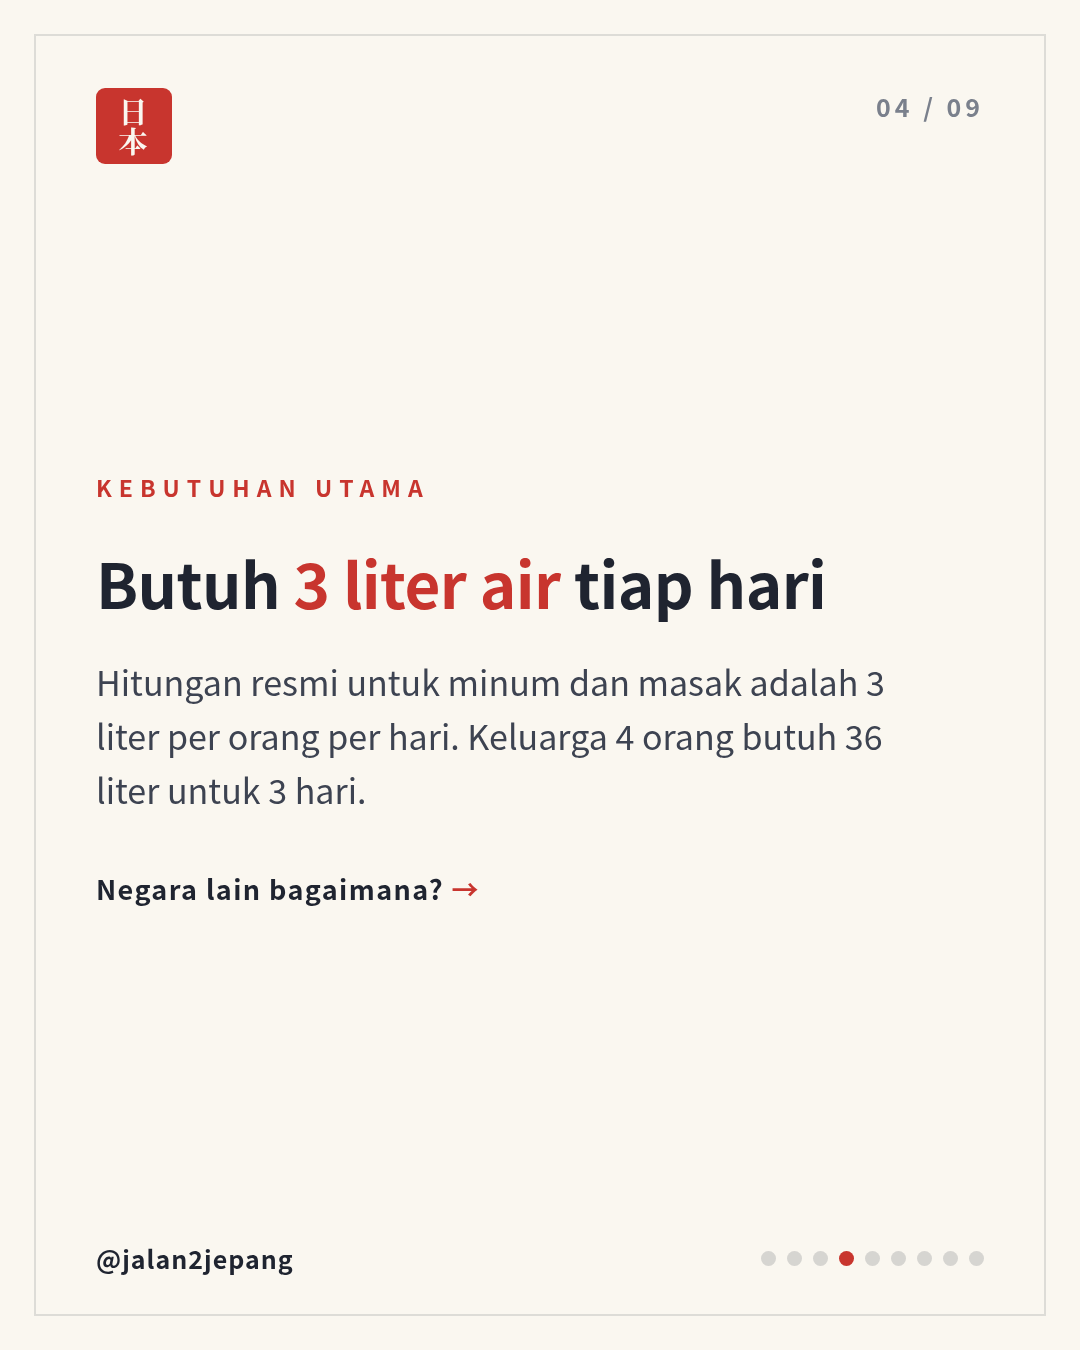 日
本
04 / 09
KEBUTUHAN UTAMA
Butuh 3 liter air tiap hari
Hitungan resmi untuk minum dan masak adalah 3
liter per orang per hari. Keluarga 4 orang butuh 36
liter untuk 3 hari.
Negara lain bagaimana? →
@jalan2jepang